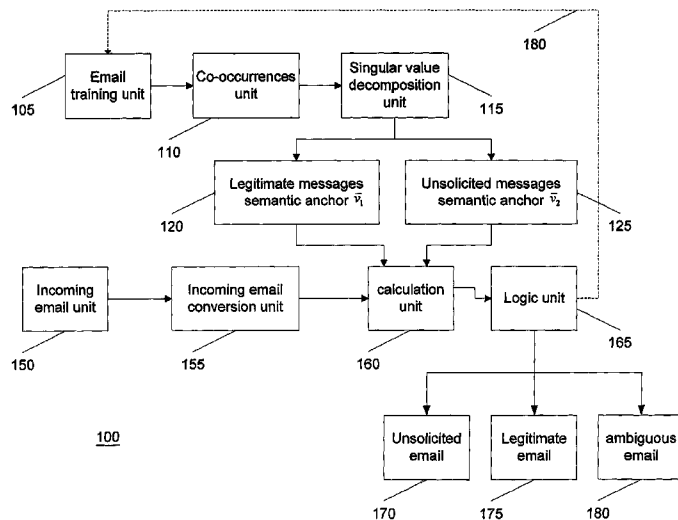 180
Email
training unit
Co-occurrences
unit
Singular value
decomposition
unit
105
110
115
Legitimate messages
semantic anchor v̄₁
Unsolicited messages
semantic anchor v̄₂
120
125
Incoming
email unit
Incoming email
conversion unit
calculation
unit
Logic unit
150
155
160
165
100
Unsolicited
email
Legitimate
email
ambiguous
email
170
175
180